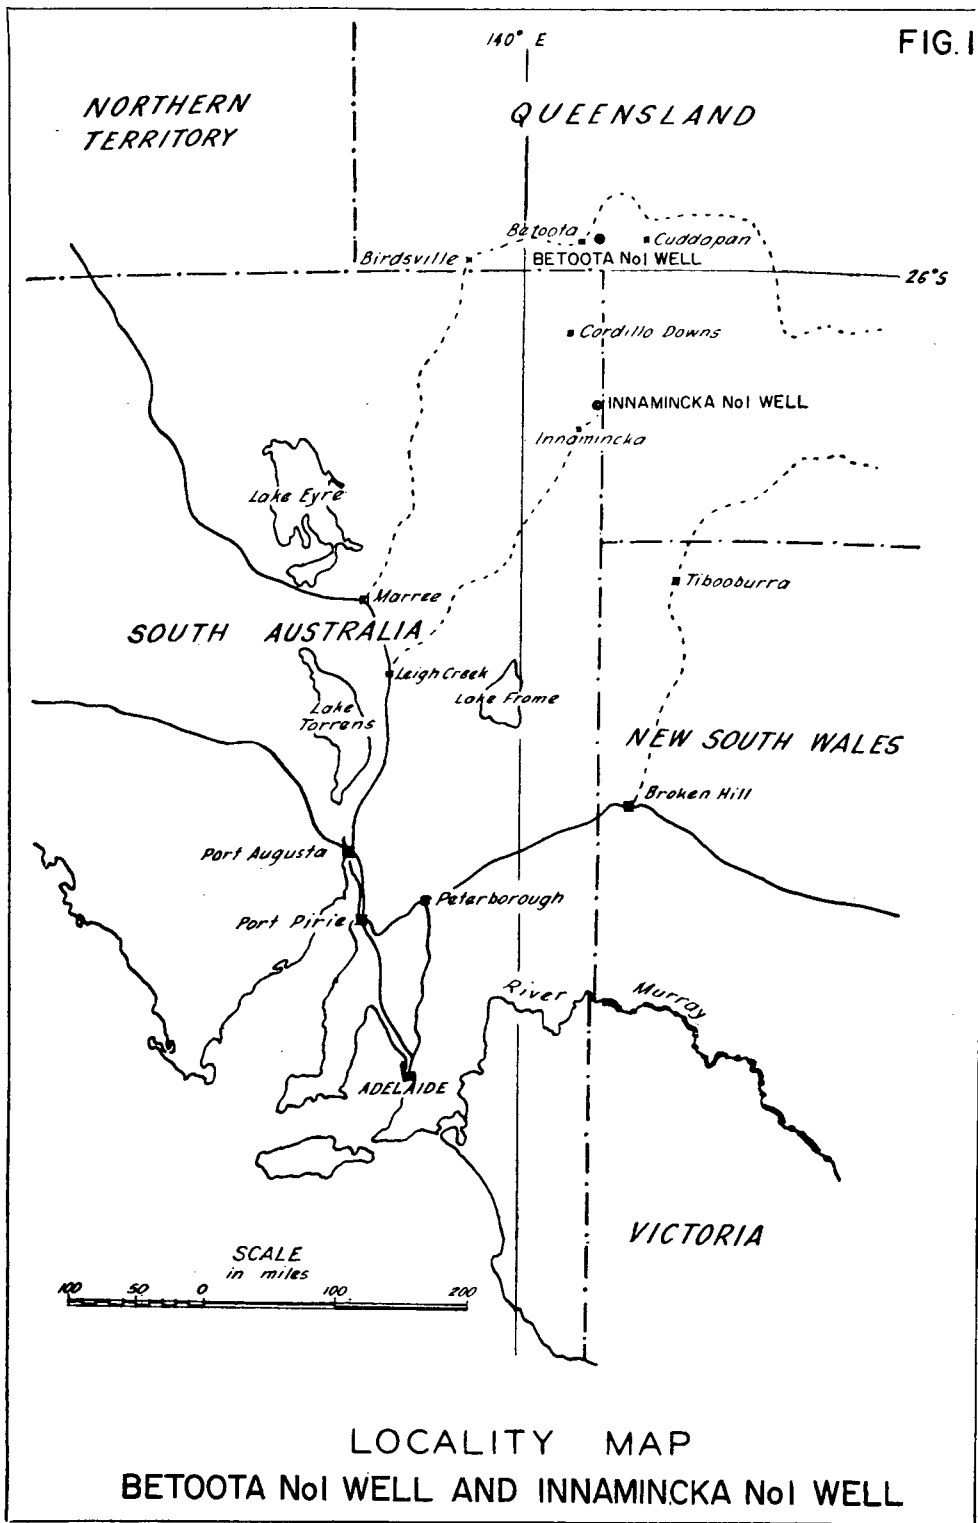 FIG. 1
140° E
NORTHERN
TERRITORY
QUEENSLAND
Betoota
Cuddapan
Birdsville
BETOOTA No1 WELL
26°S
Cordillo Downs
INNAMINCKA No1 WELL
Innamincka
Lake Eyre
Tibooburra
Marree
SOUTH AUSTRALIA
Leigh Creek
Lake Frome
Lake
Torrens
NEW SOUTH WALES
Broken Hill
Port Augusta
Peterborough
Port Pirie
River Murray
ADELAIDE
VICTORIA
SCALE
in miles
100 50 0 100 200
LOCALITY MAP
BETOOTA No1 WELL AND INNAMINCKA No1 WELL